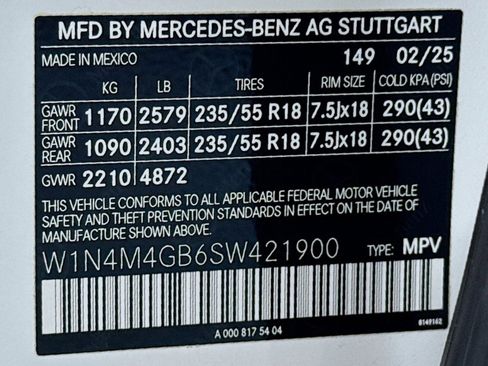 MFD BY MERCEDES-BENZ AG STUTTGART
MADE IN MEXICO 149 02/25
KG LB TIRES RIM SIZE COLD KPA (PSI)
GAWR FRONT 1170 2579 235/55 R18 7.5Jx18 290(43)
GAWR REAR 1090 2403 235/55 R18 7.5Jx18 290(43)
GVWR 2210 4872
THIS VEHICLE CONFORMS TO ALL APPLICABLE FEDERAL MOTOR VEHICLE
SAFETY AND THEFT PREVENTION STANDARDS IN EFFECT ON THE DATE
OF MANUFACTURE SHOWN ABOVE.
W1N4M4GB6SW421900 TYPE: MPV
A 000 817 54 04 8149162